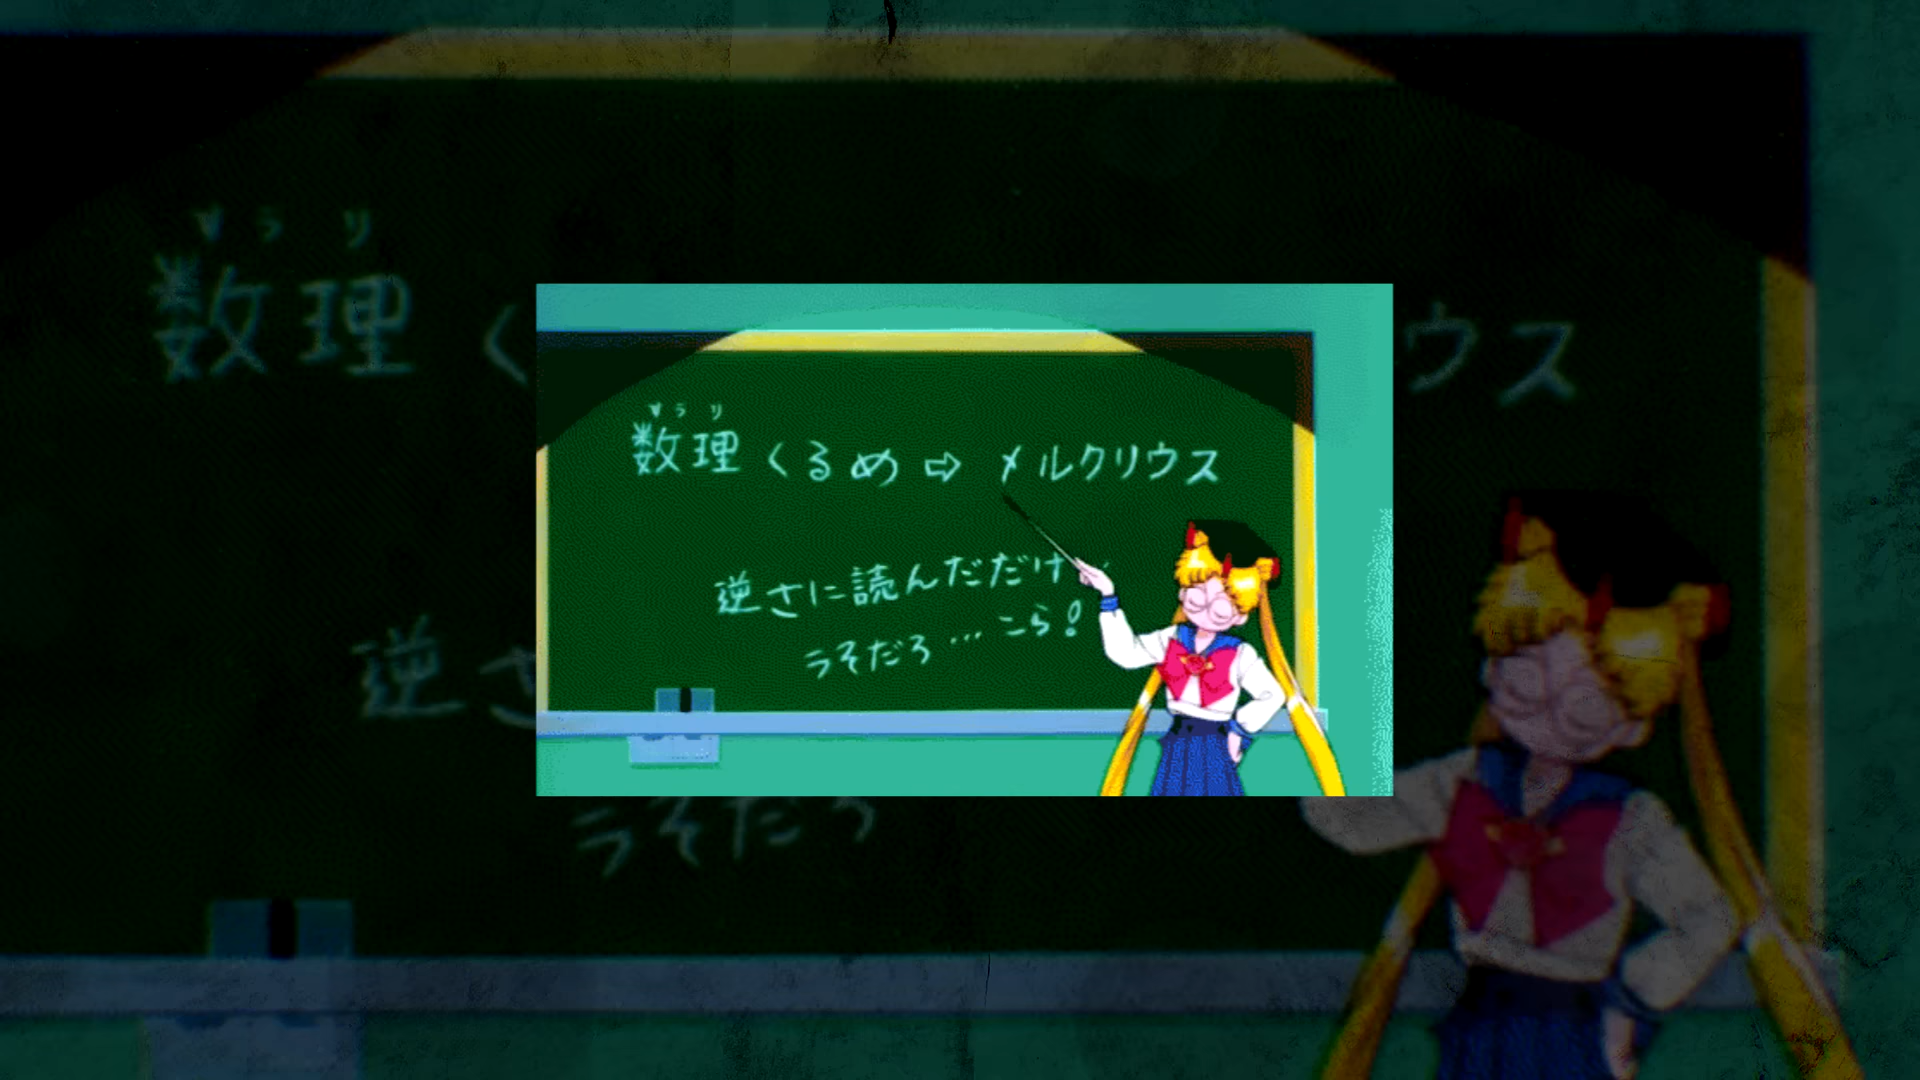 すうり
数理くるめ⇨メルクリウス
逆さに読んだだけ
うそだろ…こら!